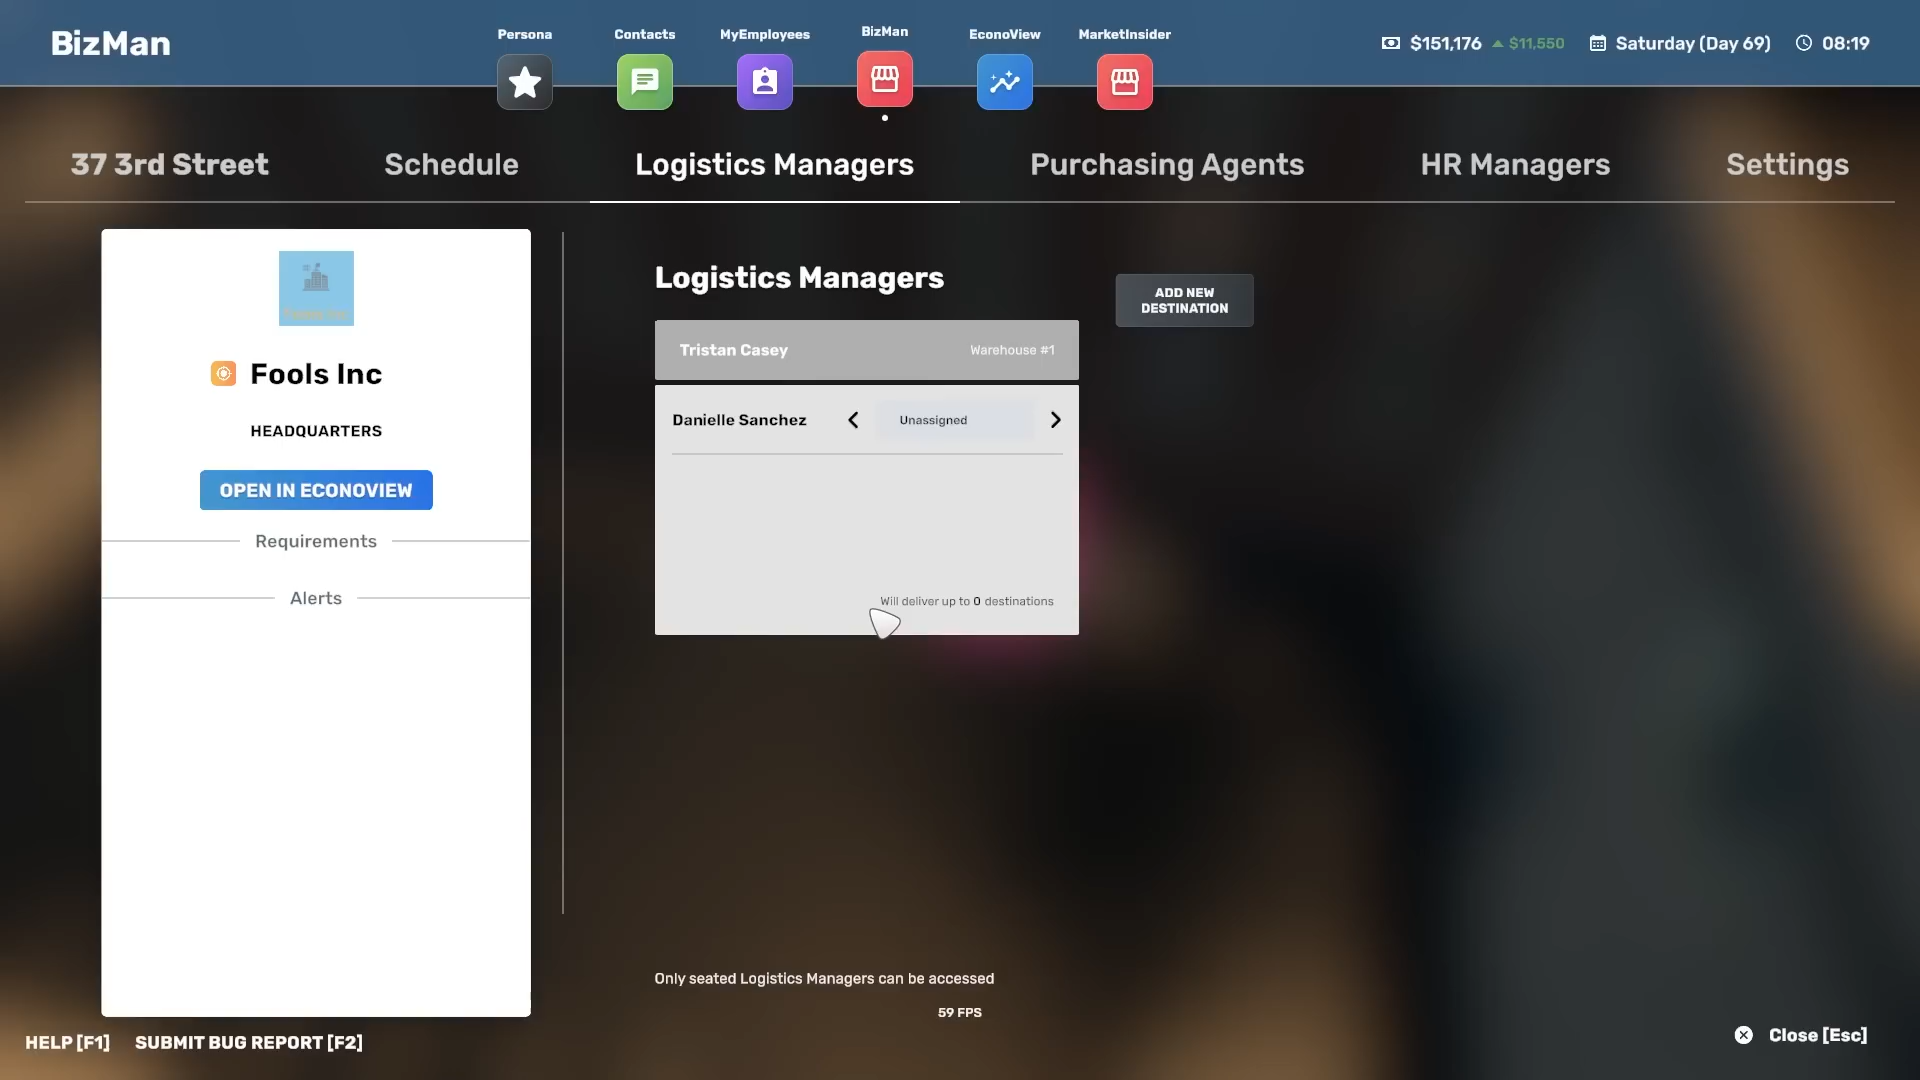 BizMan
Persona
Contacts
MyEmployees
BizMan
EconoView
MarketInsider
$151,176
$11,550
Saturday (Day 69)
08:19
37 3rd Street
Schedule
Logistics Managers
Purchasing Agents
HR Managers
Settings
Fools Inc
HEADQUARTERS
OPEN IN ECONOVIEW
Requirements
Alerts
Logistics Managers
ADD NEW
DESTINATION
Tristan Casey
Warehouse #1
Danielle Sanchez
Unassigned
Will deliver up to 0 destinations
Only seated Logistics Managers can be accessed
59 FPS
HELP [F1]
SUBMIT BUG REPORT [F2]
Close [Esc]